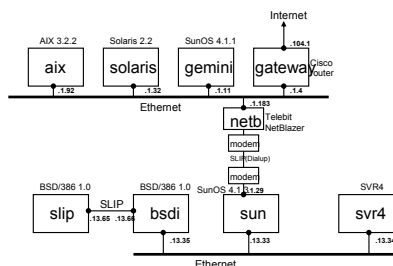 Internet
AIX 3.2.2
Solaris 2.2
SunOS 4.1.1
.104.1
aix
solaris
gemini
gateway
Cisco
router
.1.92
.1.32
.1.11
.1.4
Ethernet
.1.183
netb
Telebit
NetBlazer
modem
SLIP(Dialup)
modem
BSD/386 1.0
BSD/386 1.0
SunOS 4.1.3
.1.29
SVR4
slip
SLIP
bsdi
sun
svr4
.13.65
.13.66
.13.35
.13.33
.13.34
Ethernet